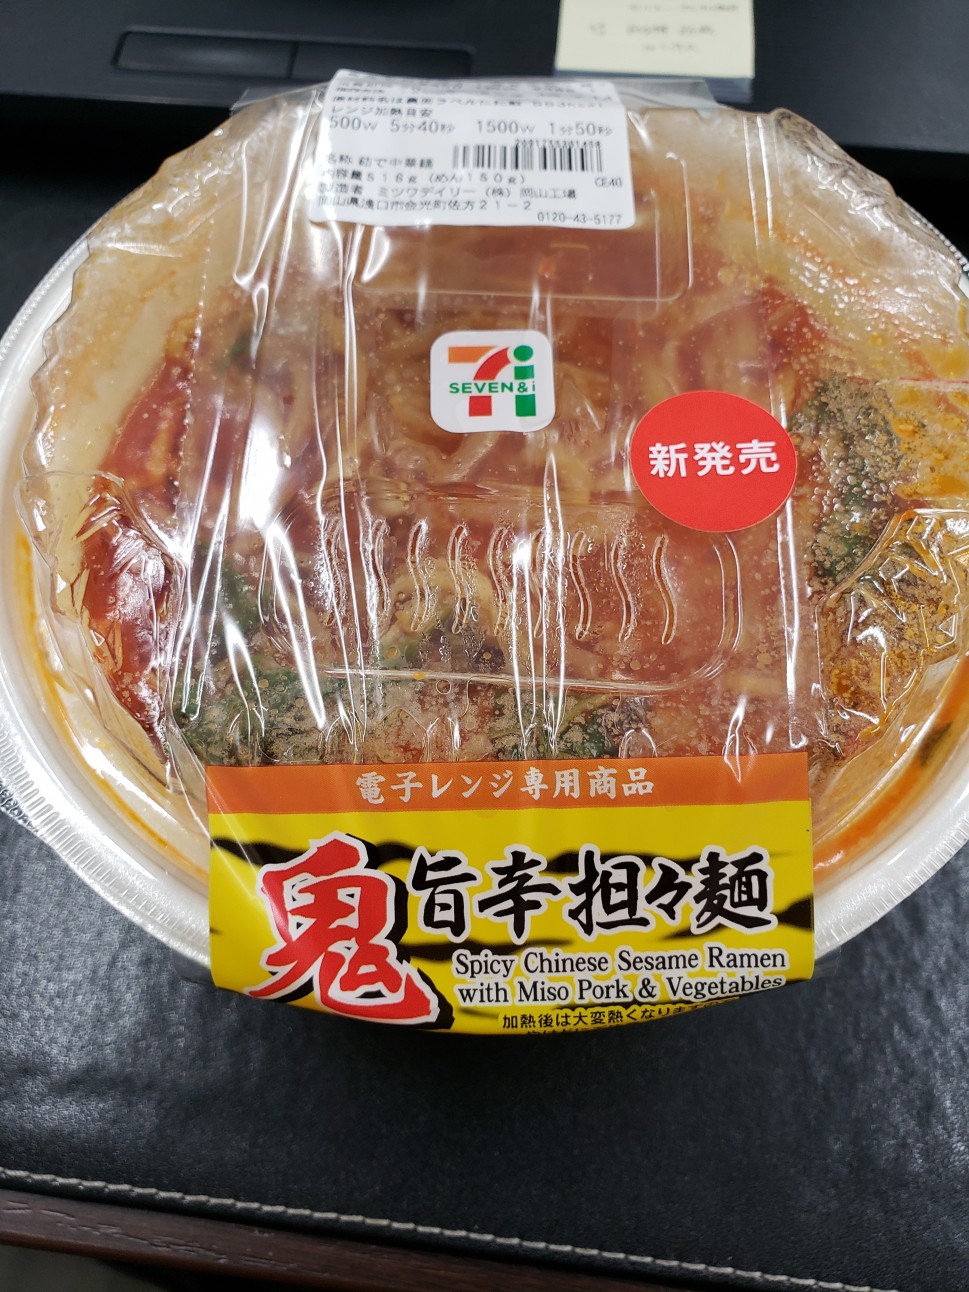 レンジ加熱目安
500W 5分40秒 1500W 1分50秒
名称 茹で中華麺
内容量516g (めん150g) CE40
製造者 ミツワデイリー(株)岡山工場
岡山県浅口市金光町佐方21-2
0120-43-5177
SEVEN&i
新発売
電子レンジ専用商品
鬼旨辛担々麺
Spicy Chinese Sesame Ramen
with Miso Pork & Vegetables
加熱後は大変熱くなります